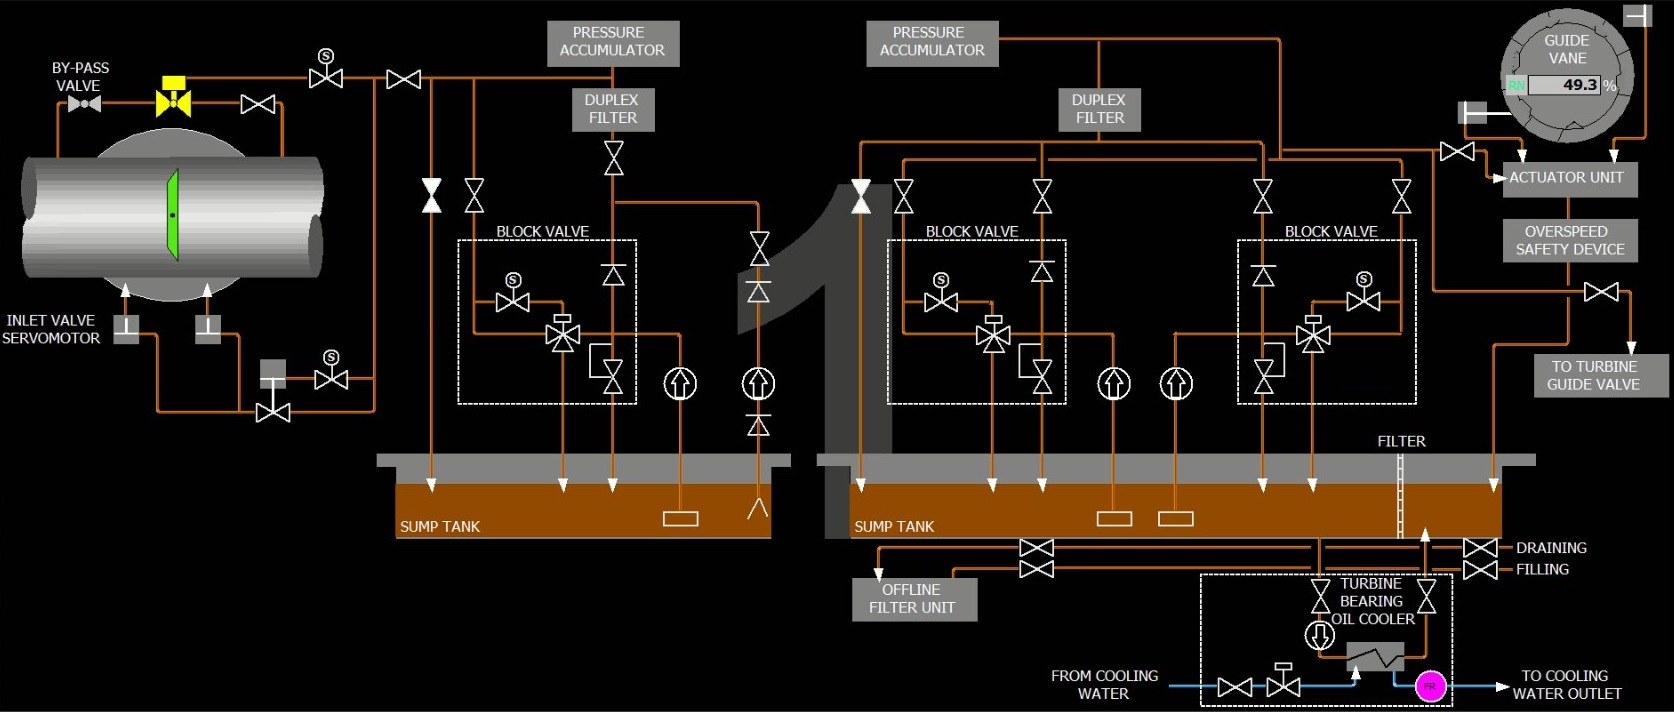 PRESSURE
ACCUMULATOR
PRESSURE
ACCUMULATOR
GUIDE
VANE
RN 49.3 %
BY-PASS
VALVE
S
DUPLEX
FILTER
DUPLEX
FILTER
ACTUATOR UNIT
BLOCK VALVE
BLOCK VALVE
BLOCK VALVE
OVERSPEED
SAFETY DEVICE
S
S
S
1
INLET VALVE
SERVOMOTOR
S
TO TURBINE
GUIDE VALVE
FILTER
SUMP TANK
SUMP TANK
DRAINING
FILLING
OFFLINE
FILTER UNIT
TURBINE
BEARING
OIL COOLER
FROM COOLING
WATER
FR
TO COOLING
WATER OUTLET